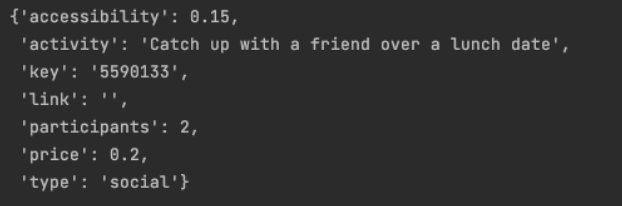 {'accessibility': 0.15,
 'activity': 'Catch up with a friend over a lunch date',
 'key': '5590133',
 'link': '',
 'participants': 2,
 'price': 0.2,
 'type': 'social'}